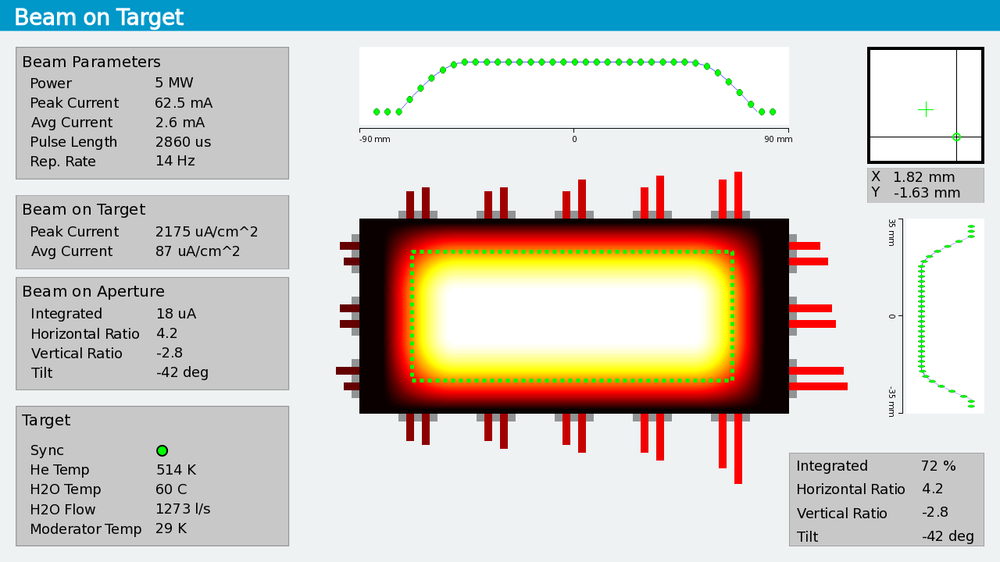 Beam on Target
Beam Parameters
Power 5 MW
Peak Current 62.5 mA
Avg Current 2.6 mA
Pulse Length 2860 us
Rep. Rate 14 Hz
Beam on Target
Peak Current 2175 uA/cm^2
Avg Current 87 uA/cm^2
Beam on Aperture
Integrated 18 uA
Horizontal Ratio 4.2
Vertical Ratio -2.8
Tilt -42 deg
Target
Sync
He Temp 514 K
H2O Temp 60 C
H2O Flow 1273 l/s
Moderator Temp 29 K
-90 mm 0 90 mm
X 1.82 mm
Y -1.63 mm
35 mm
0
-35 mm
Integrated 72 %
Horizontal Ratio 4.2
Vertical Ratio -2.8
Tilt -42 deg